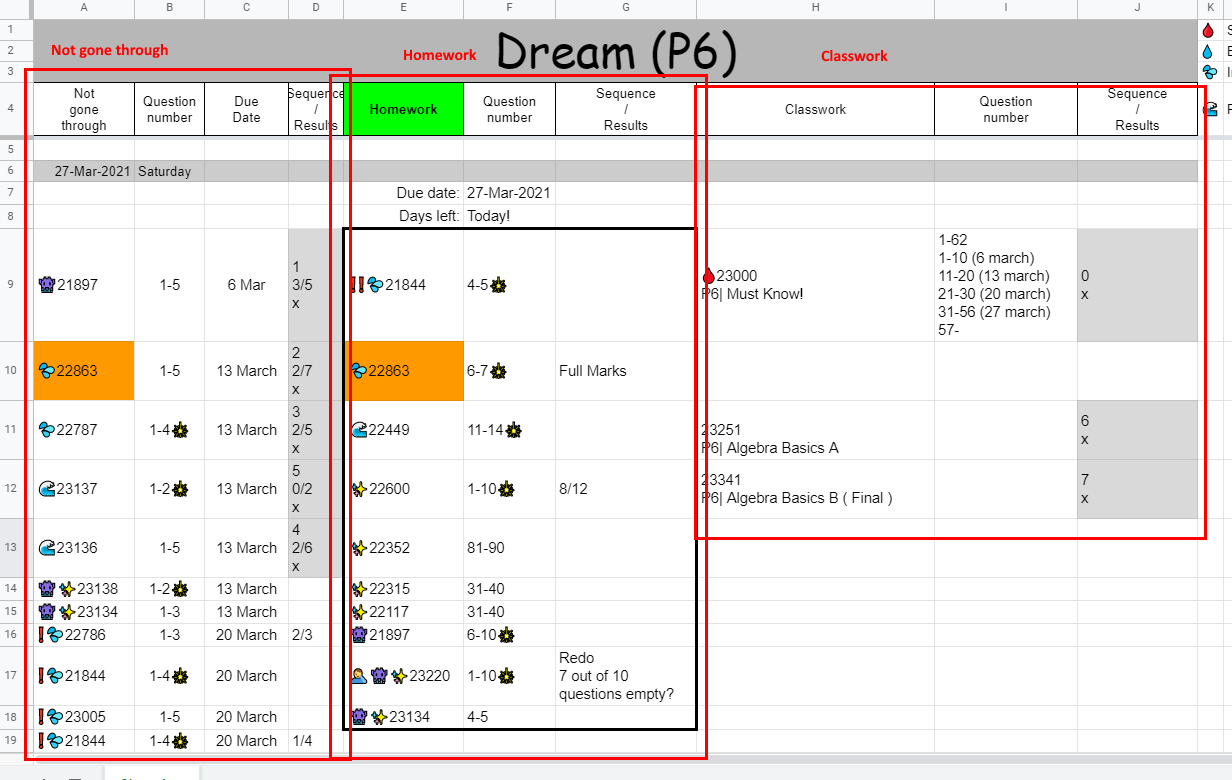 A B C D E F G H I J K
1
Not gone through Homework Dream (P6) Classwork
2
3
4 Not gone through Question number Due Date Sequence / Results Homework Question number Sequence / Results Classwork Question number Sequence / Results
5
6 27-Mar-2021 Saturday
7 Due date: 27-Mar-2021
8 Days left: Today!
9 21897 1-5 6 Mar 1 3/5 x !! 21844 4-5 23000 P6| Must Know! 1-62 1-10 (6 march) 11-20 (13 march) 21-30 (20 march) 31-56 (27 march) 57- 0 x
10 22863 1-5 13 March 2 2/7 x 22863 6-7 Full Marks
11 22787 1-4 13 March 3 2/5 x 22449 11-14 23251 P6| Algebra Basics A 6 x
12 23137 1-2 13 March 5 0/2 x 22600 1-10 8/12 23341 P6| Algebra Basics B ( Final ) 7 x
13 23136 1-5 13 March 4 2/6 x 22352 81-90
14 23138 1-2 13 March 22315 31-40
15 23134 1-3 13 March 22117 31-40
16 ! 22786 1-3 20 March 2/3 21897 6-10
17 ! 21844 1-4 20 March 23220 1-10 Redo 7 out of 10 questions empty?
18 ! 23005 1-5 20 March 23134 4-5
19 ! 21844 1-4 20 March 1/4